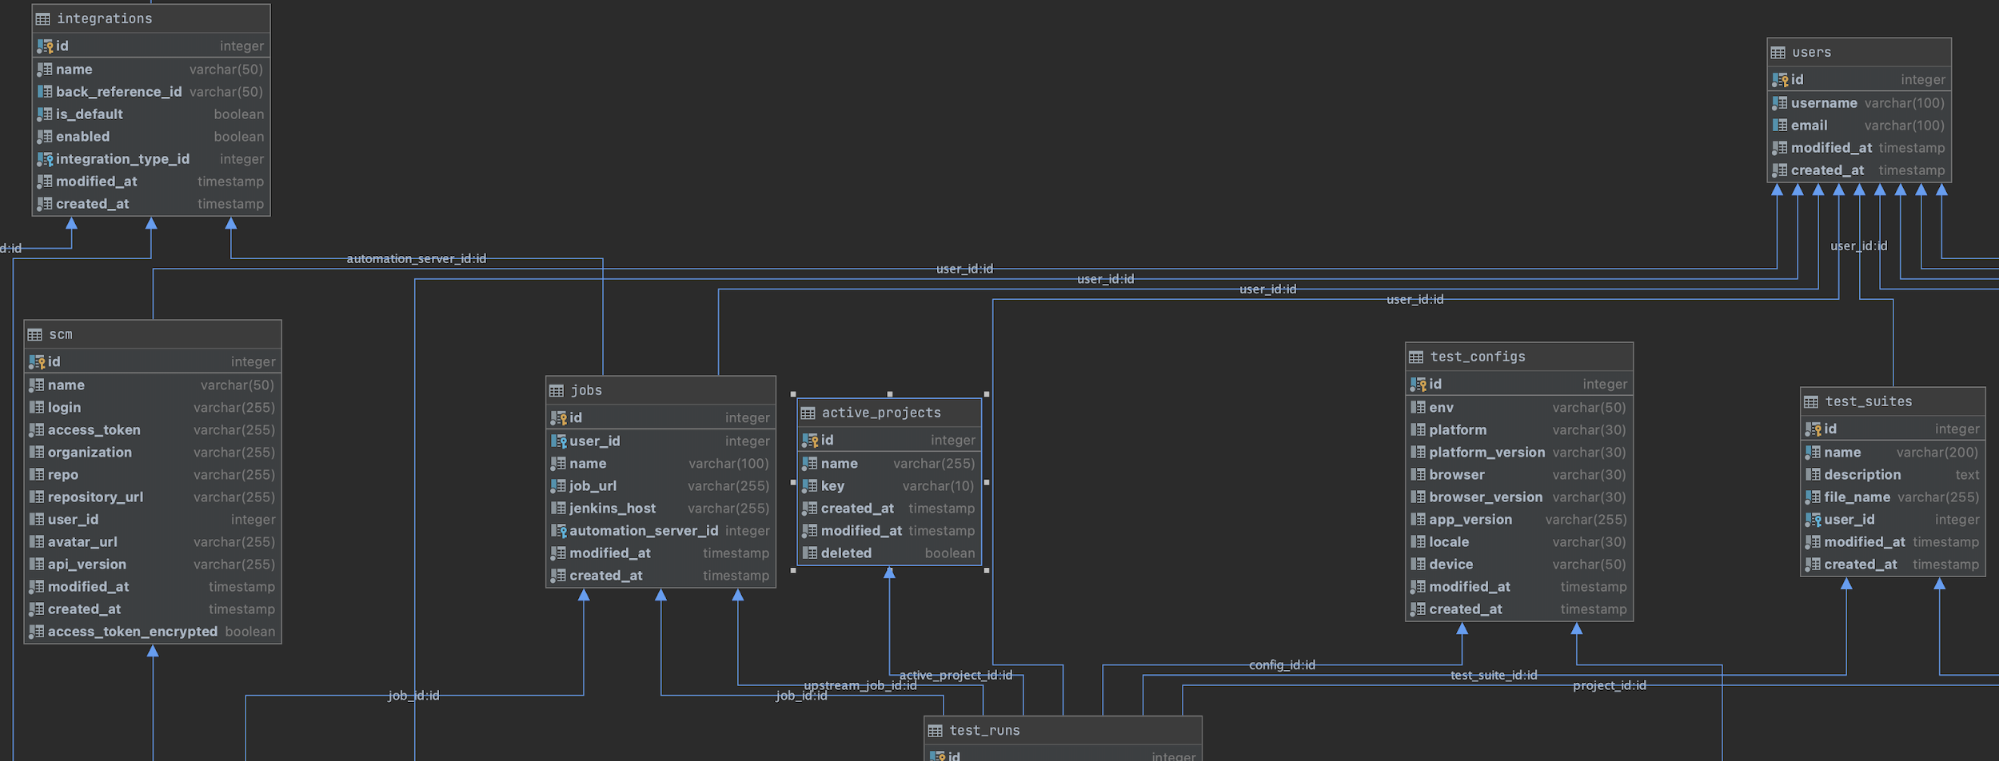 integrations
id integer
name varchar(50)
back_reference_id varchar(50)
is_default boolean
enabled boolean
integration_type_id integer
modified_at timestamp
created_at timestamp
users
id integer
username varchar(100)
email varchar(100)
modified_at timestamp
created_at timestamp
d:id
automation_server_id:id
user_id:id
user_id:id
user_id:id
user_id:id
user_id:id
scm
id integer
name varchar(50)
login varchar(255)
access_token varchar(255)
organization varchar(255)
repo varchar(255)
repository_url varchar(255)
user_id integer
avatar_url varchar(255)
api_version varchar(255)
modified_at timestamp
created_at timestamp
access_token_encrypted boolean
jobs
id integer
user_id integer
name varchar(100)
job_url varchar(255)
jenkins_host varchar(255)
automation_server_id integer
modified_at timestamp
created_at timestamp
active_projects
id integer
name varchar(255)
key varchar(10)
created_at timestamp
modified_at timestamp
deleted boolean
test_configs
id integer
env varchar(50)
platform varchar(30)
platform_version varchar(30)
browser varchar(30)
browser_version varchar(30)
app_version varchar(255)
locale varchar(30)
device varchar(50)
modified_at timestamp
created_at timestamp
test_suites
id integer
name varchar(200)
description text
file_name varchar(255)
user_id integer
modified_at timestamp
created_at timestamp
config_id:id
active_project_id:id
test_suite_id:id
upstream_job_id:id
project_id:id
job_id:id
job_id:id
test_runs
id integer